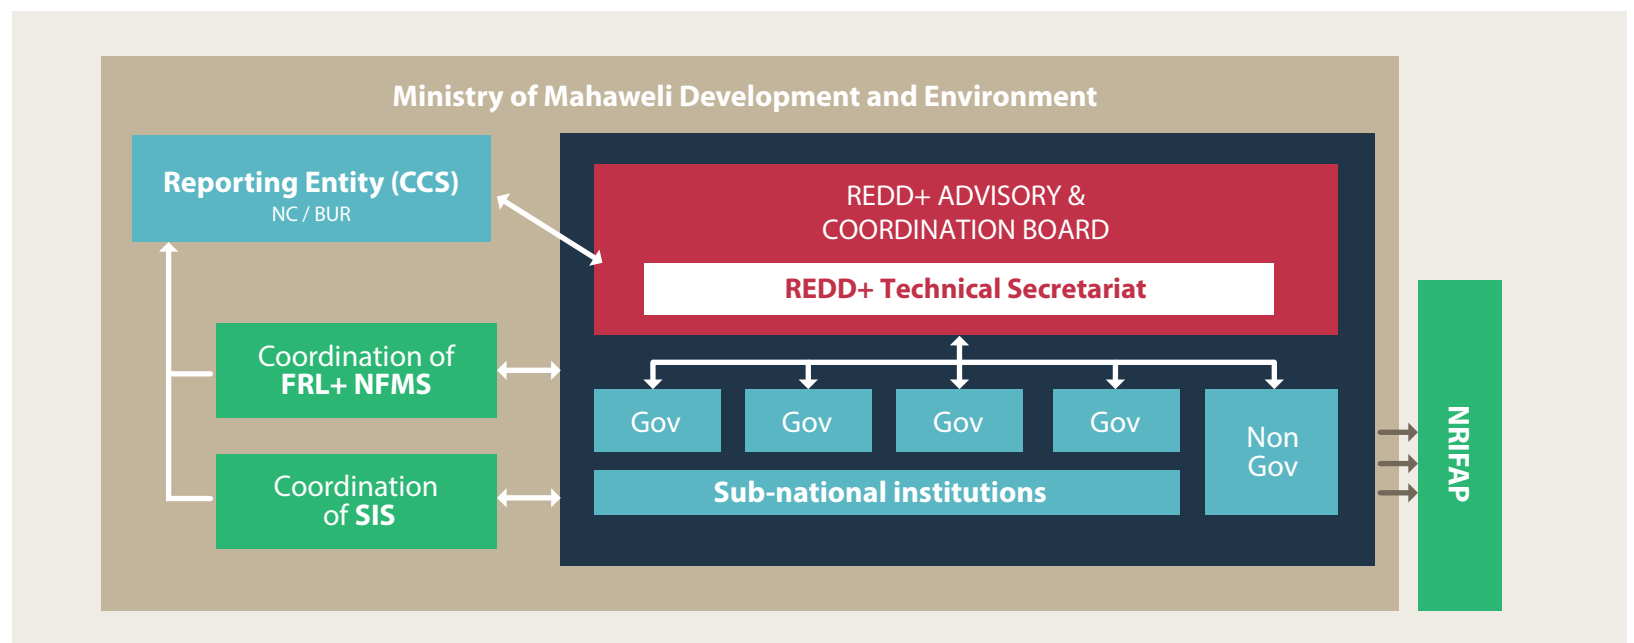 Ministry of Mahaweli Development and Environment
Reporting Entity (CCS)
NC / BUR
REDD+ ADVISORY &
COORDINATION BOARD
REDD+ Technical Secretariat
Coordination of
FRL+ NFMS
Coordination
of SIS
Gov
Gov
Gov
Gov
Non
Gov
Sub-national institutions
NRIFAP